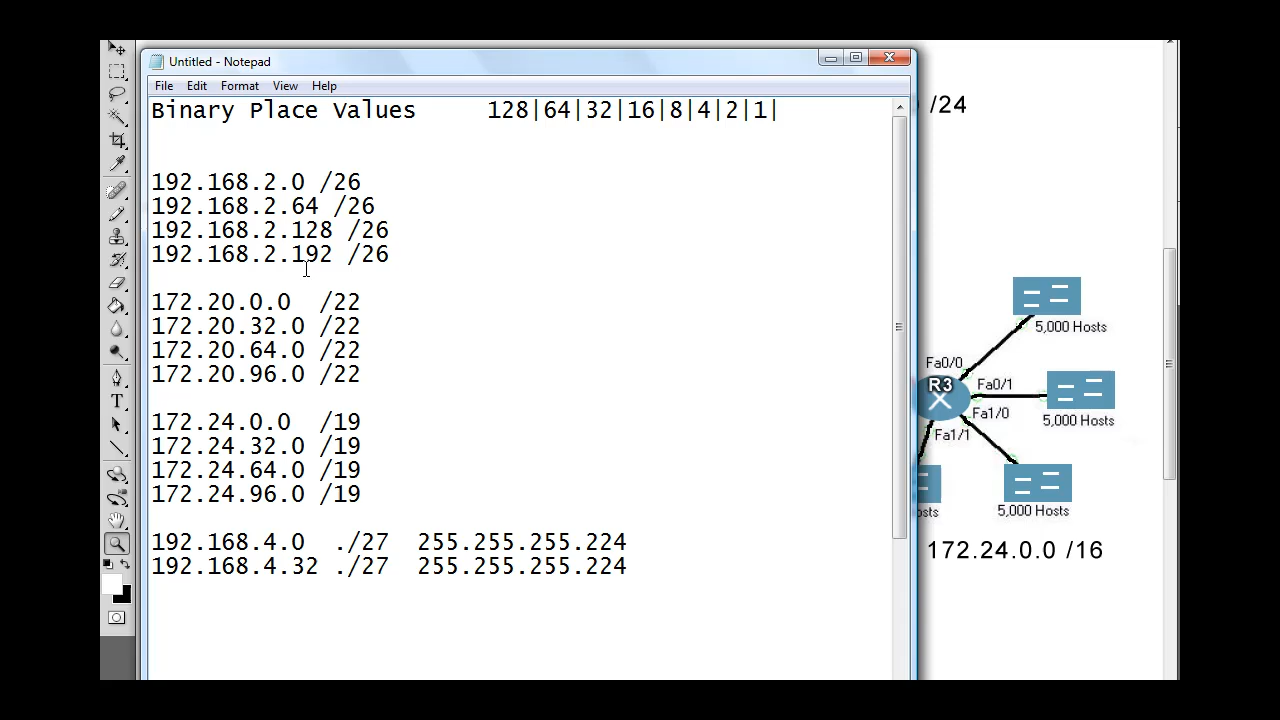 Untitled - Notepad
File Edit Format View Help
Binary Place Values 128|64|32|16|8|4|2|1|
192.168.2.0 /26
192.168.2.64 /26
192.168.2.128 /26
192.168.2.192 /26
172.20.0.0 /22
172.20.32.0 /22
172.20.64.0 /22
172.20.96.0 /22
172.24.0.0 /19
172.24.32.0 /19
172.24.64.0 /19
172.24.96.0 /19
192.168.4.0 ./27 255.255.255.224
192.168.4.32 ./27 255.255.255.224
/24
5,000 Hosts
Fa0/0
R3
Fa0/1
Fa1/0
5,000 Hosts
Fa1/1
5,000 Hosts
172.24.0.0 /16